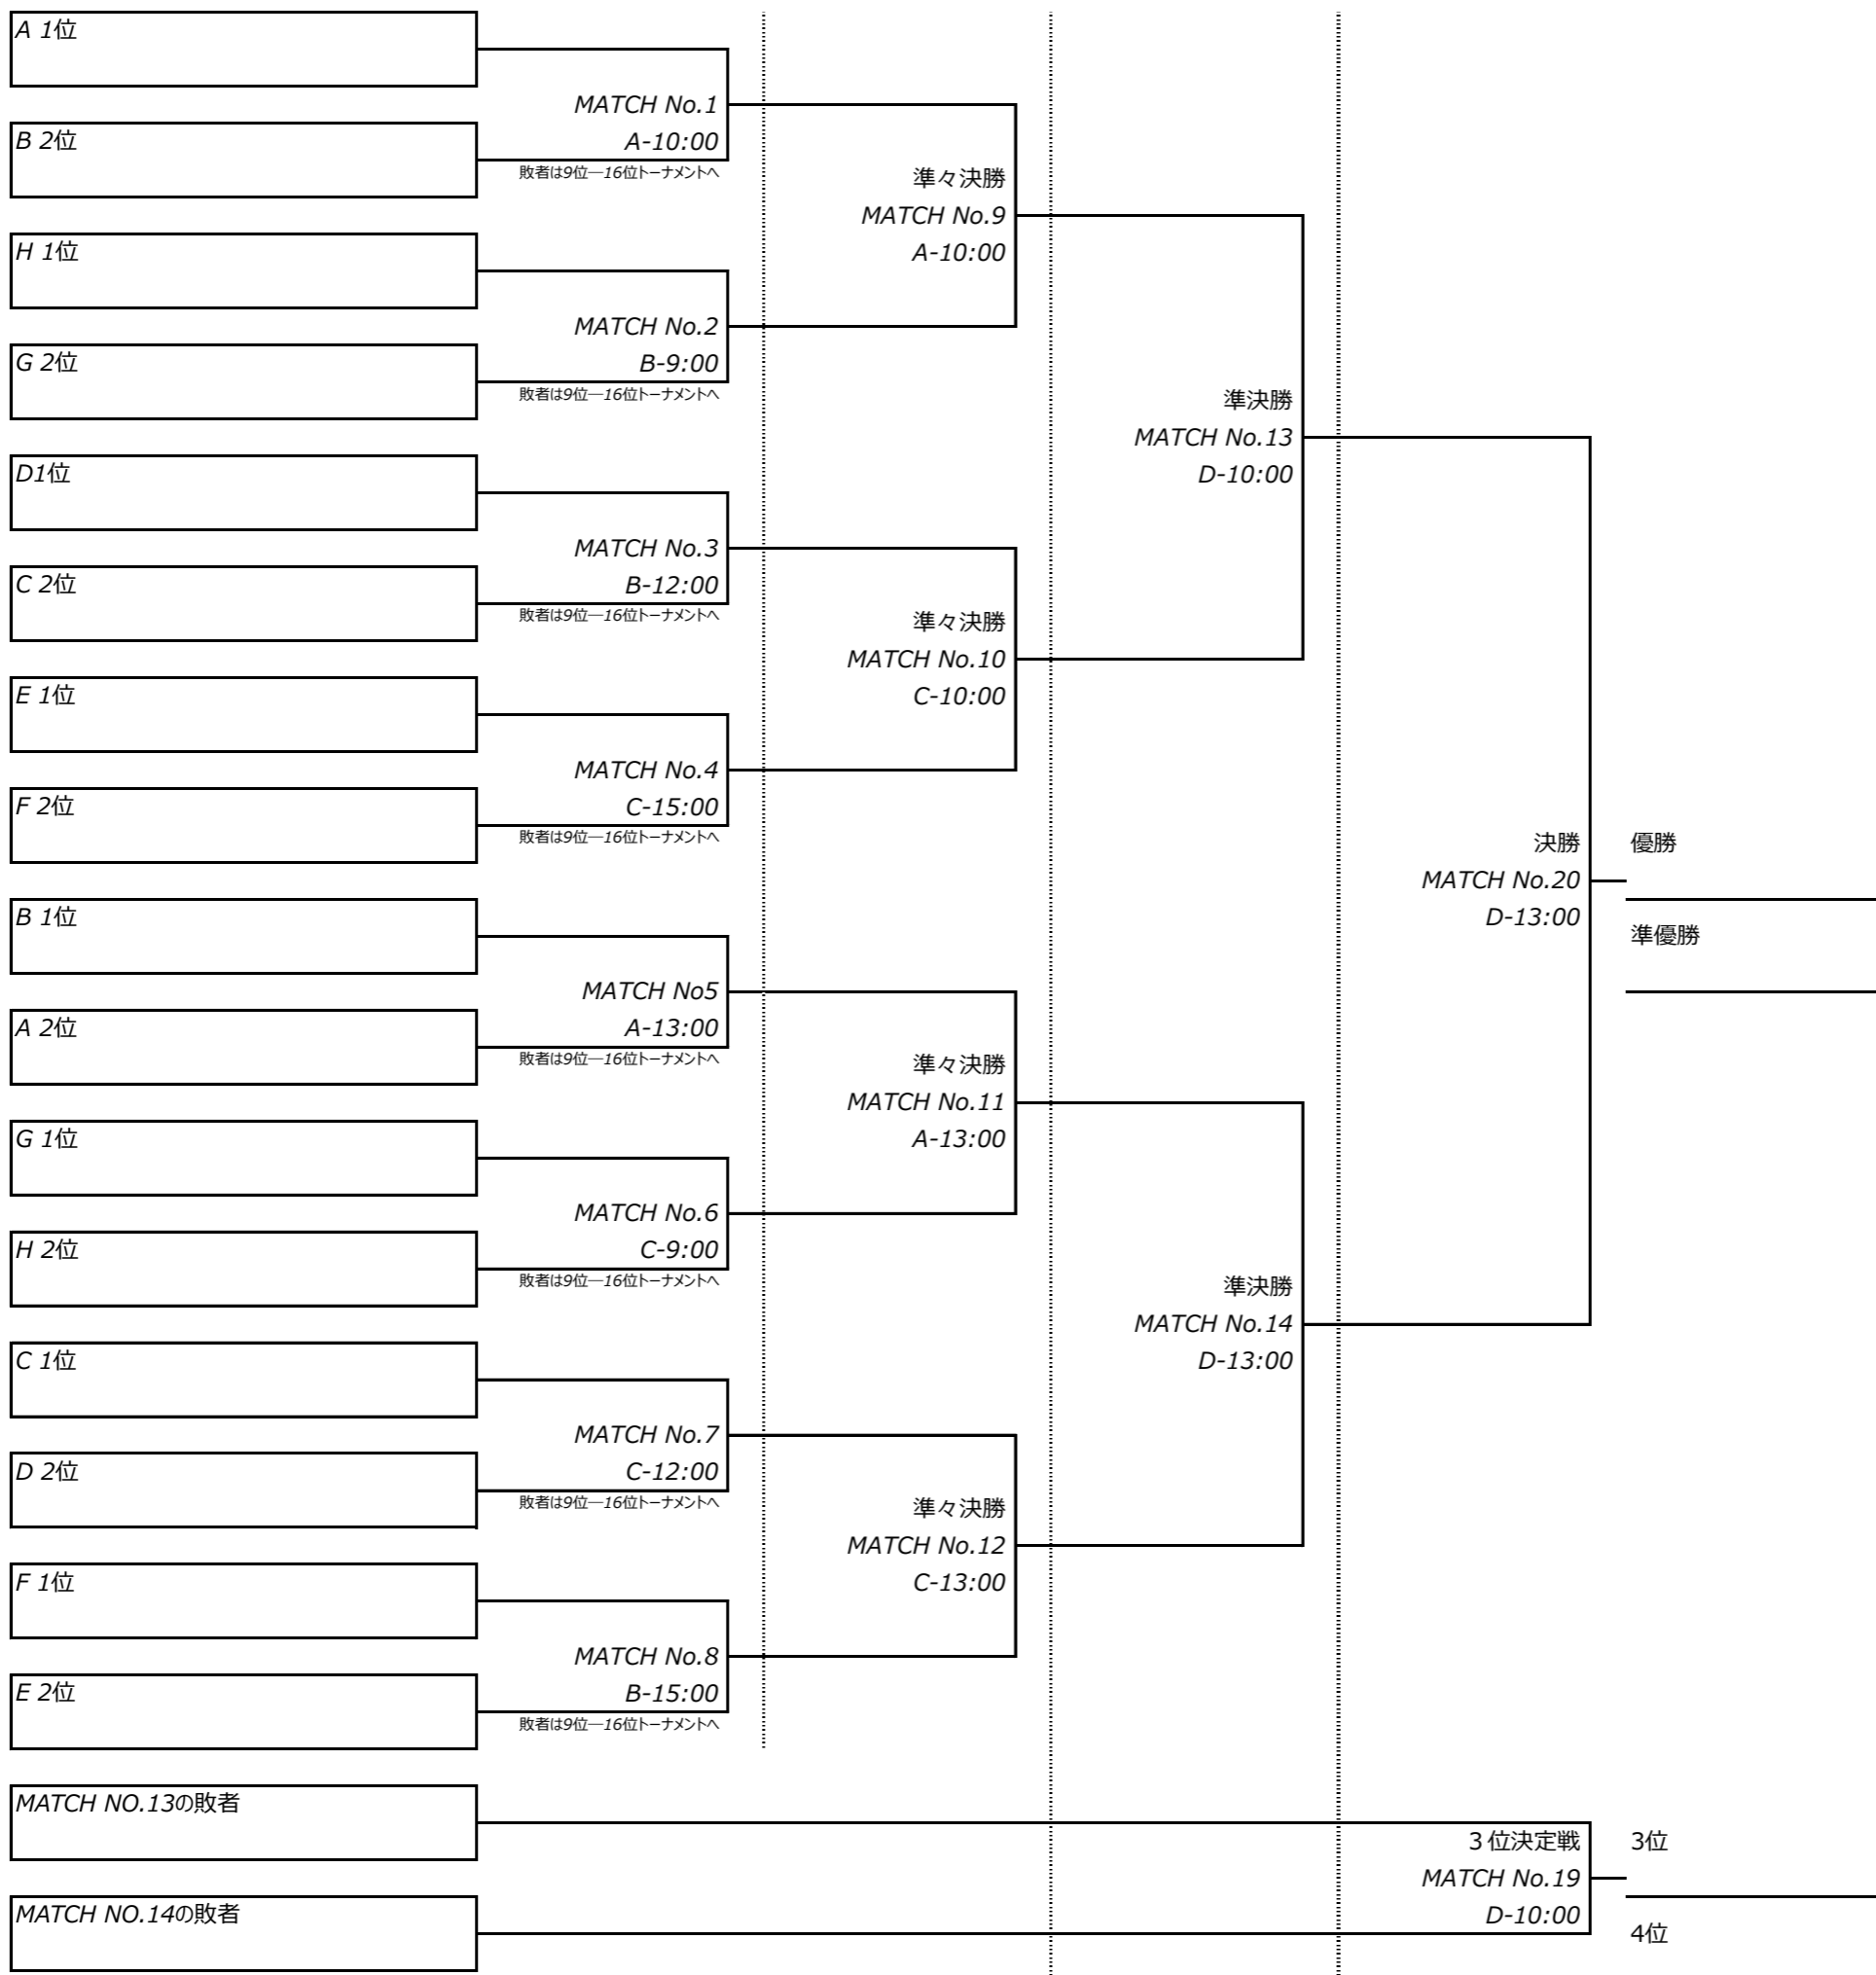 A 1位
MATCH No.1
B 2位
A-10:00
敗者は9位―16位トーナメントへ
準々決勝
MATCH No.9
H 1位
A-10:00
MATCH No.2
G 2位
B-9:00
敗者は9位―16位トーナメントへ
準決勝
MATCH No.13
D1位
D-10:00
MATCH No.3
C 2位
B-12:00
敗者は9位―16位トーナメントへ
準々決勝
MATCH No.10
E 1位
C-10:00
MATCH No.4
F 2位
C-15:00
敗者は9位―16位トーナメントへ
決勝
優勝
MATCH No.20
B 1位
D-13:00
準優勝
MATCH No5
A 2位
A-13:00
敗者は9位―16位トーナメントへ
準々決勝
MATCH No.11
G 1位
A-13:00
MATCH No.6
H 2位
C-9:00
敗者は9位―16位トーナメントへ
準決勝
MATCH No.14
C 1位
D-13:00
MATCH No.7
D 2位
C-12:00
敗者は9位―16位トーナメントへ
準々決勝
MATCH No.12
F 1位
C-13:00
MATCH No.8
E 2位
B-15:00
敗者は9位―16位トーナメントへ
MATCH NO.13の敗者
３位決定戦
3位
MATCH No.19
MATCH NO.14の敗者
D-10:00
4位